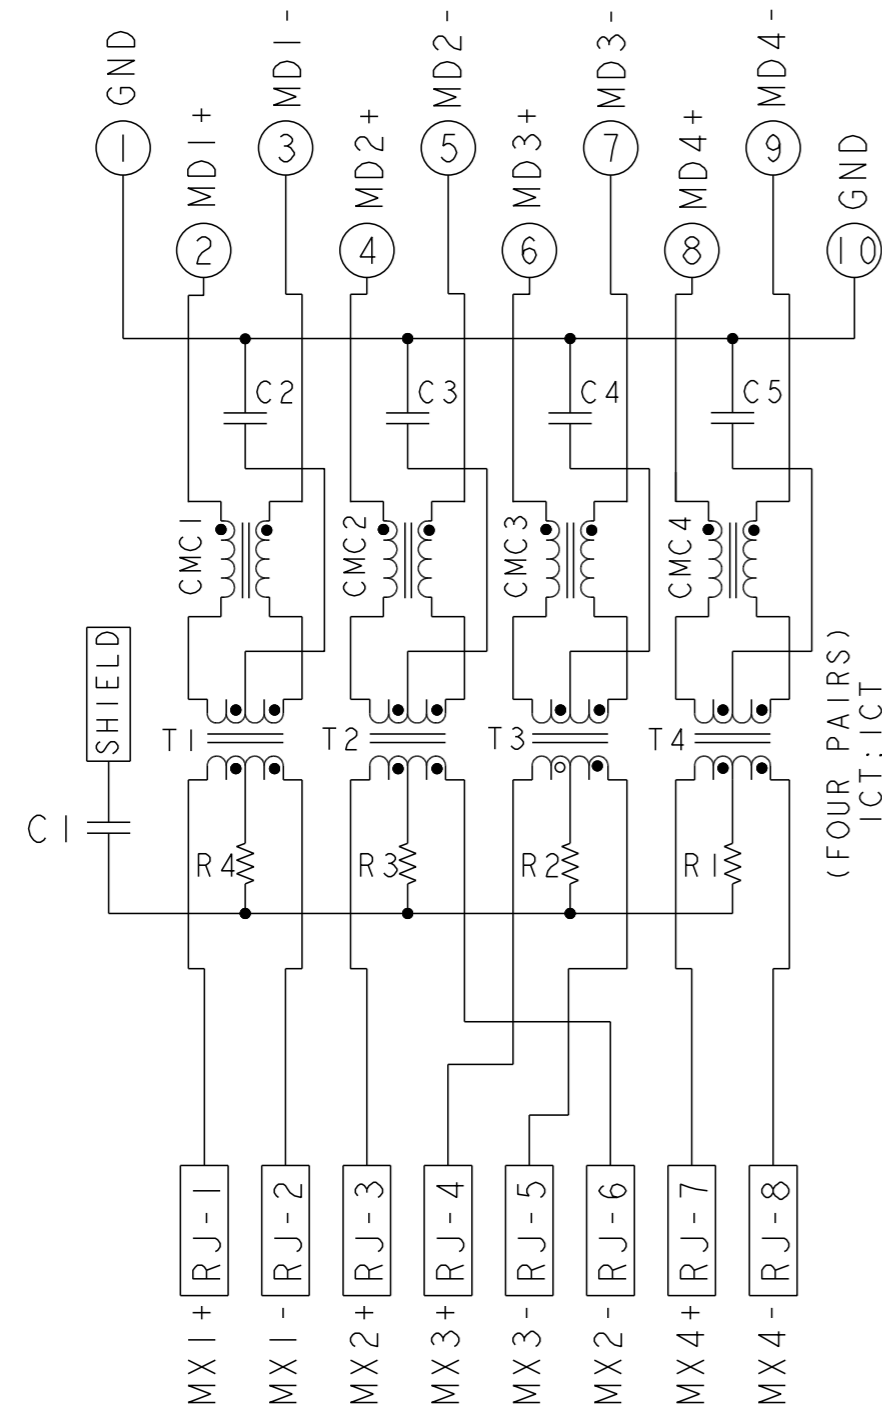 GND
MD1+
MD1-
MD2+
MD2-
MD3+
MD3-
MD4+
MD4-
GND
1
2
3
4
5
6
7
8
9
10
C2
C3
C4
C5
CMC1
CMC2
CMC3
CMC4
SHIELD
T1
T2
T3
T4
(FOUR PAIRS)
1CT:1CT
C1
R4
R3
R2
R1
RJ-1
RJ-2
RJ-3
RJ-4
RJ-5
RJ-6
RJ-7
RJ-8
MX1+
MX1-
MX2+
MX3+
MX3-
MX2-
MX4+
MX4-